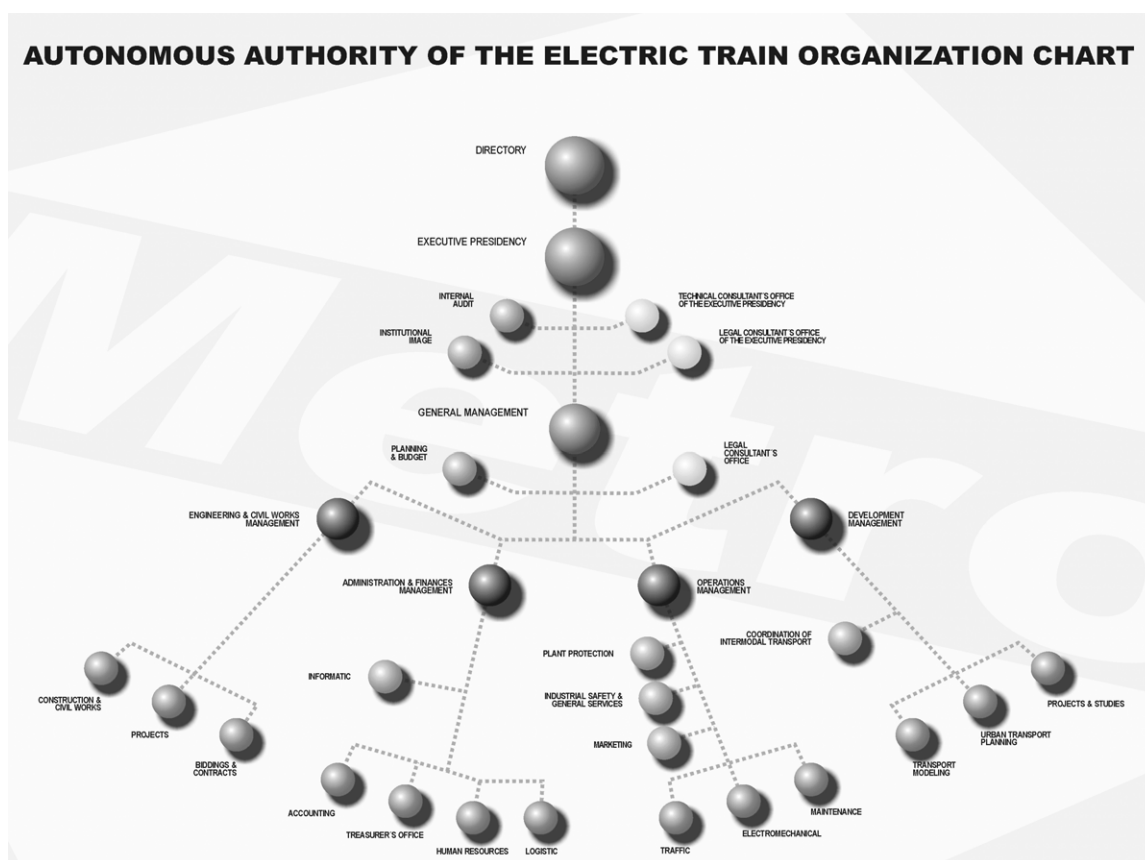 AUTONOMOUS AUTHORITY OF THE ELECTRIC TRAIN ORGANIZATION CHART
DIRECTORY
EXECUTIVE PRESIDENCY
INTERNAL
AUDIT
TECHNICAL CONSULTANT´S OFFICE
OF THE EXECUTIVE PRESIDENCY
INSTITUTIONAL
IMAGE
LEGAL CONSULTANT´S OFFICE
OF THE EXECUTIVE PRESIDENCY
GENERAL MANAGEMENT
PLANNING
& BUDGET
LEGAL
CONSULTANT´S
OFFICE
ENGINEERING & CIVIL WORKS
MANAGEMENT
DEVELOPMENT
MANAGEMENT
ADMINISTRATION & FINANCES
MANAGEMENT
OPERATIONS
MANAGEMENT
COORDINATION OF
INTERMODAL TRANSPORT
PLANT PROTECTION
INFORMATIC
INDUSTRIAL SAFETY &
GENERAL SERVICES
MARKETING
CONSTRUCTION &
CIVIL WORKS
PROJECTS
BIDDINGS &
CONTRACTS
PROJECTS & STUDIES
URBAN TRANSPORT
PLANNING
TRANSPORT
MODELING
ACCOUNTING
TREASURER´S OFFICE
HUMAN RESOURCES
LOGISTIC
TRAFFIC
ELECTROMECHANICAL
MAINTENANCE
Metro